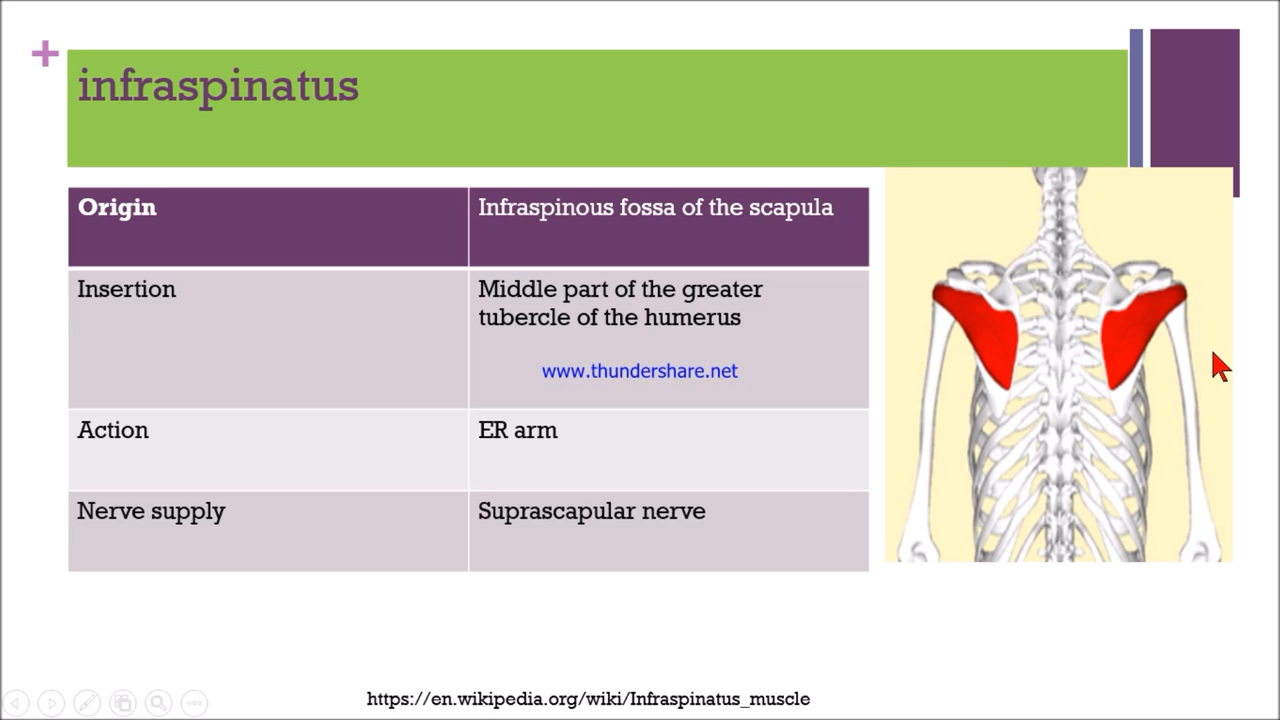 infraspinatus
Origin
Infraspinous fossa of the scapula
Insertion
Middle part of the greater
tubercle of the humerus
www.thundershare.net
Action
ER arm
Nerve supply
Suprascapular nerve
https://en.wikipedia.org/wiki/Infraspinatus_muscle